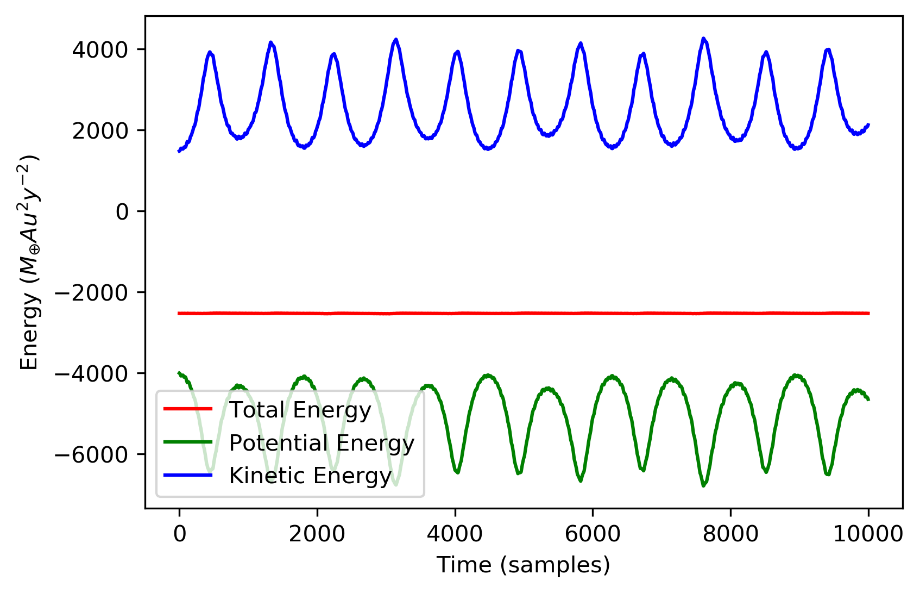 Energy (M⊕Au²y⁻²)
4000
2000
0
−2000
−4000
−6000
Total Energy
Potential Energy
Kinetic Energy
0 2000 4000 6000 8000 10000
Time (samples)